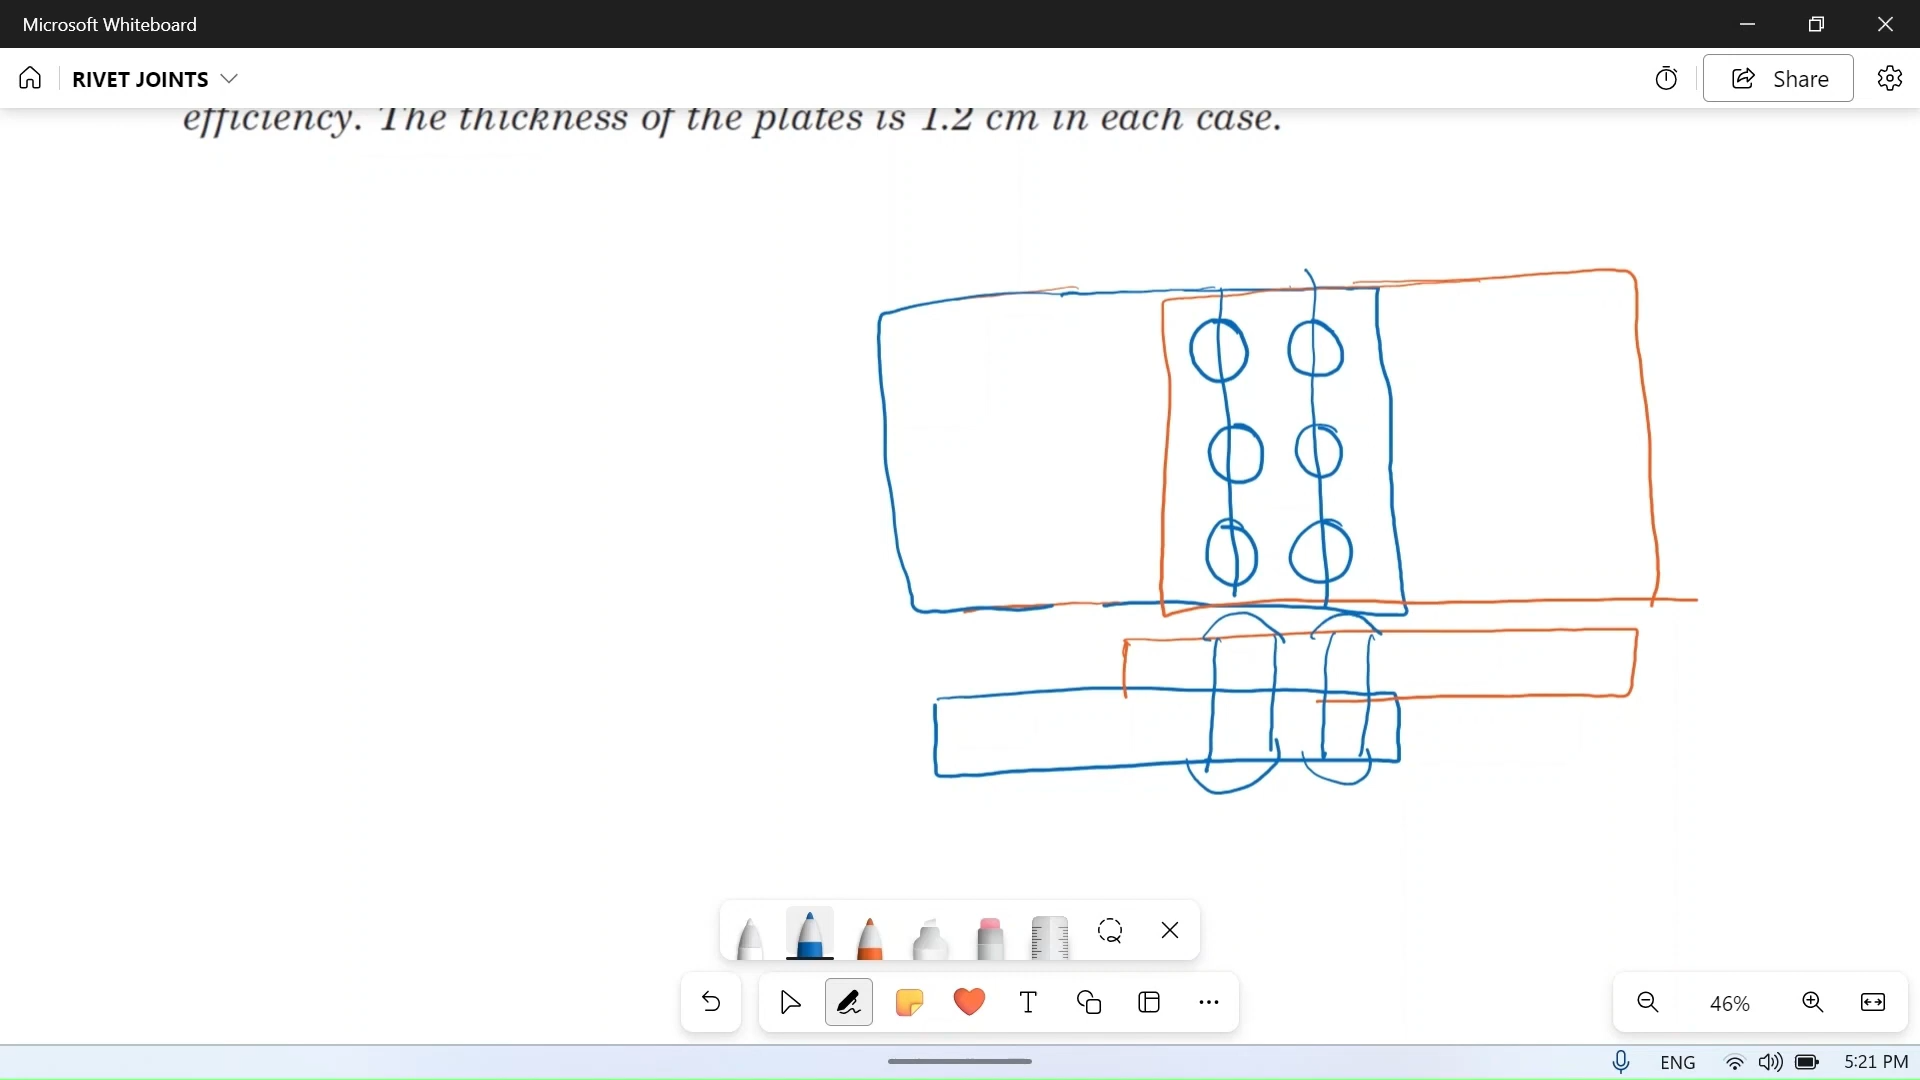 Microsoft Whiteboard
RIVET JOINTS
Share
efficiency. The thickness of the plates is 1.2 cm in each case.
T
46%
ENG
5:21 PM